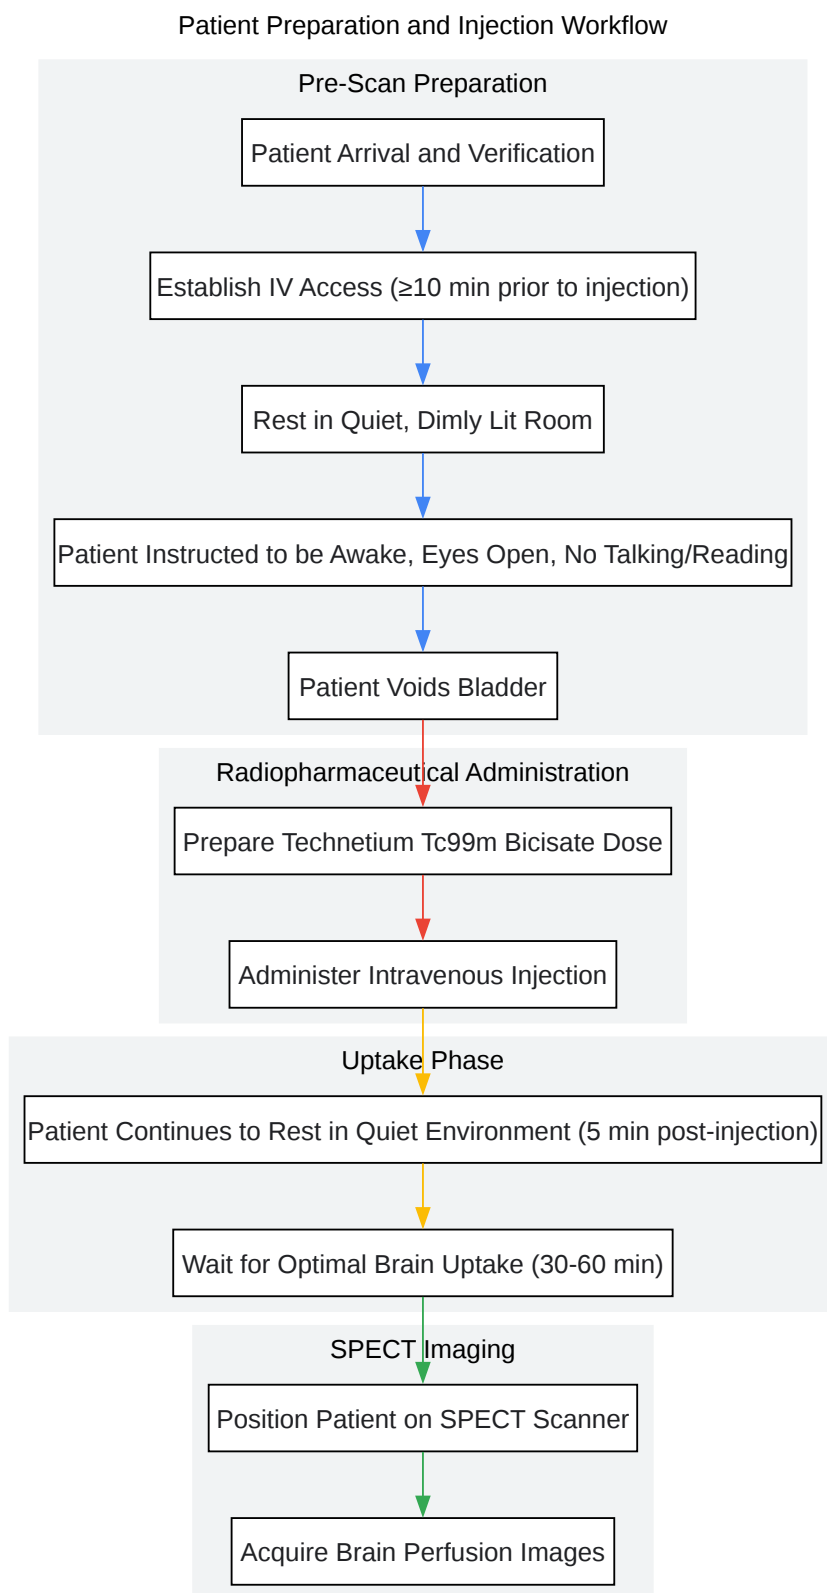 Patient Preparation and Injection Workflow
Pre-Scan Preparation
Patient Arrival and Verification
Establish IV Access (≥10 min prior to injection)
Rest in Quiet, Dimly Lit Room
Patient Instructed to be Awake, Eyes Open, No Talking/Reading
Patient Voids Bladder
Radiopharmaceutical Administration
Prepare Technetium Tc99m Bicisate Dose
Administer Intravenous Injection
Uptake Phase
Patient Continues to Rest in Quiet Environment (5 min post-injection)
Wait for Optimal Brain Uptake (30-60 min)
SPECT Imaging
Position Patient on SPECT Scanner
Acquire Brain Perfusion Images